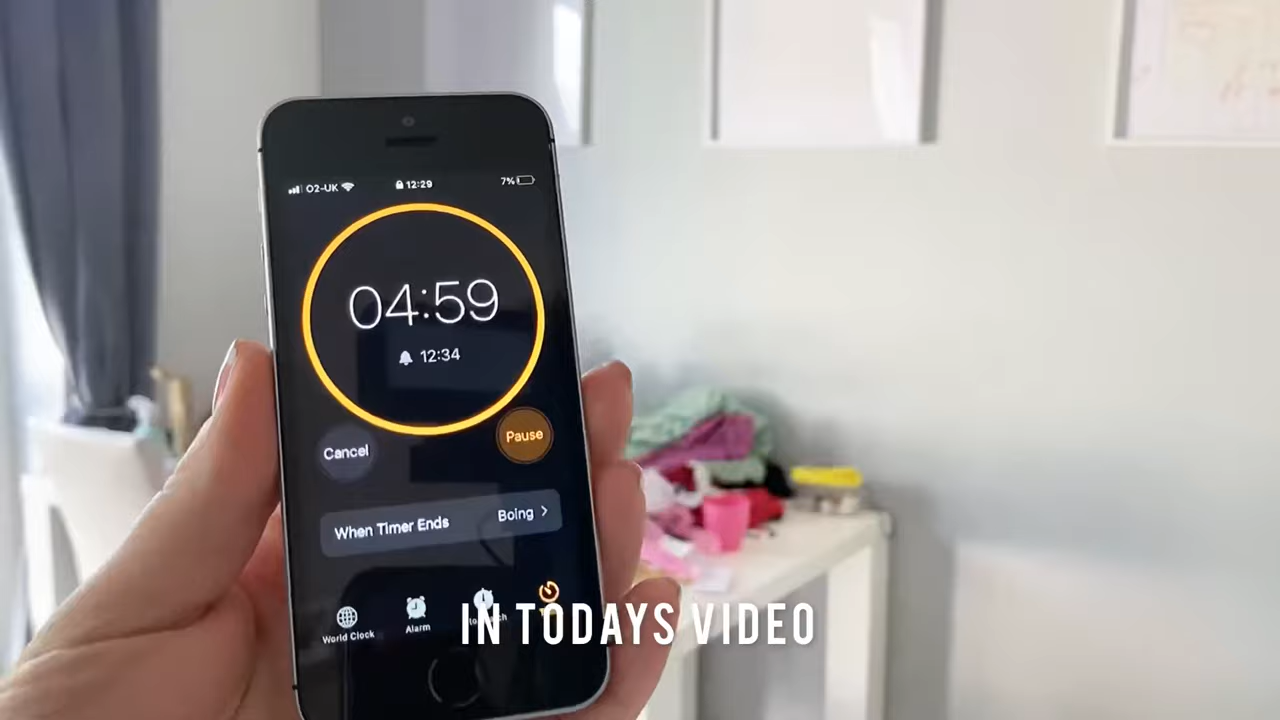 O2-UK 12:29 7%
04:59
12:34
Cancel
Pause
When Timer Ends Boing
World Clock Alarm
IN TODAYS VIDEO